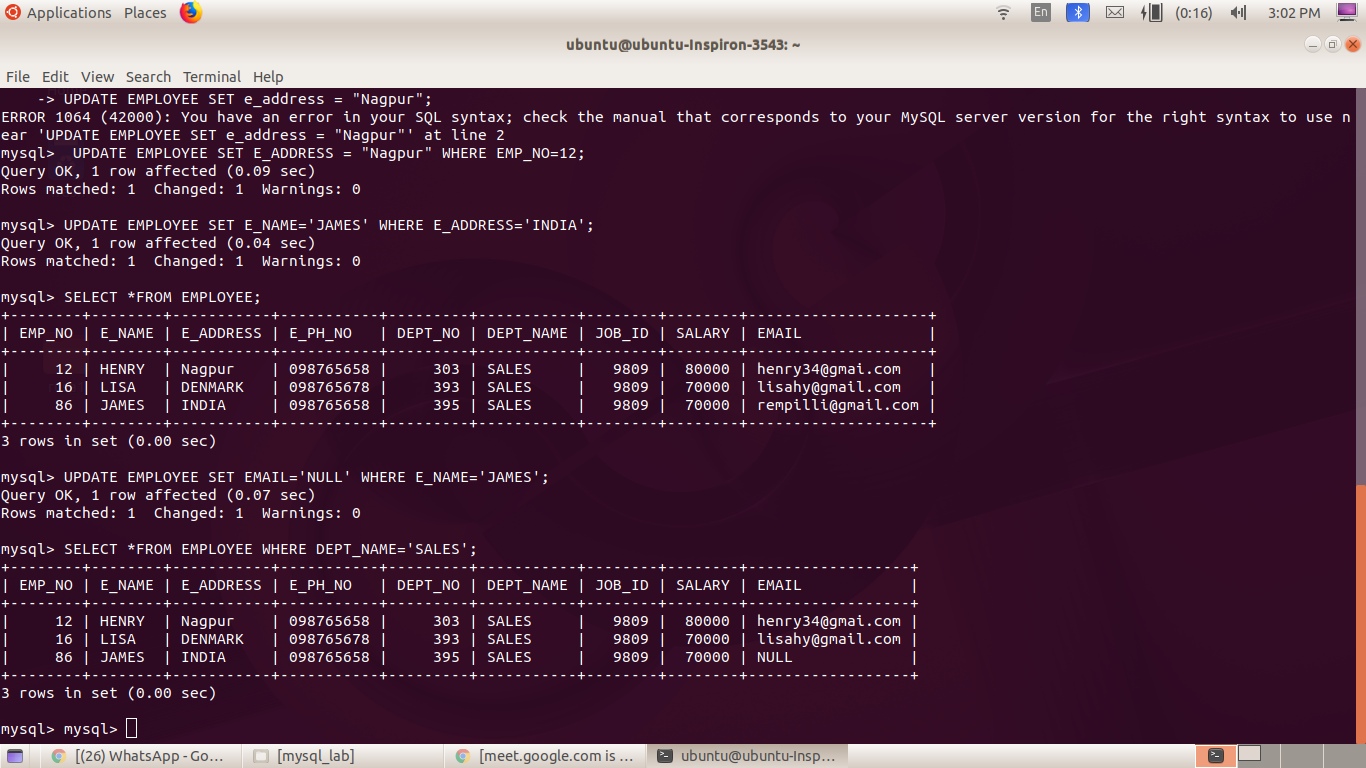 Applications Places En (0:16) 3:02 PM
ubuntu@ubuntu-Inspiron-3543: ~
File Edit View Search Terminal Help
    -> UPDATE EMPLOYEE SET e_address = "Nagpur";
ERROR 1064 (42000): You have an error in your SQL syntax; check the manual that corresponds to your MySQL server version for the right syntax to use n
ear 'UPDATE EMPLOYEE SET e_address = "Nagpur"' at line 2
mysql>  UPDATE EMPLOYEE SET E_ADDRESS = "Nagpur" WHERE EMP_NO=12;
Query OK, 1 row affected (0.09 sec)
Rows matched: 1  Changed: 1  Warnings: 0
mysql> UPDATE EMPLOYEE SET E_NAME='JAMES' WHERE E_ADDRESS='INDIA';
Query OK, 1 row affected (0.04 sec)
Rows matched: 1  Changed: 1  Warnings: 0
mysql> SELECT *FROM EMPLOYEE;
+--------+--------+-----------+-----------+---------+-----------+--------+--------+--------------------+
| EMP_NO | E_NAME | E_ADDRESS | E_PH_NO   | DEPT_NO | DEPT_NAME | JOB_ID | SALARY | EMAIL              |
+--------+--------+-----------+-----------+---------+-----------+--------+--------+--------------------+
|     12 | HENRY  | Nagpur    | 098765658 |     303 | SALES     |   9809 |  80000 | henry34@gmai.com   |
|     16 | LISA   | DENMARK   | 098765678 |     393 | SALES     |   9809 |  70000 | lisahy@gmail.com   |
|     86 | JAMES  | INDIA     | 098765658 |     395 | SALES     |   9809 |  70000 | rempilli@gmail.com |
+--------+--------+-----------+-----------+---------+-----------+--------+--------+--------------------+
3 rows in set (0.00 sec)
mysql> UPDATE EMPLOYEE SET EMAIL='NULL' WHERE E_NAME='JAMES';
Query OK, 1 row affected (0.07 sec)
Rows matched: 1  Changed: 1  Warnings: 0
mysql> SELECT *FROM EMPLOYEE WHERE DEPT_NAME='SALES';
+--------+--------+-----------+-----------+---------+-----------+--------+--------+------------------+
| EMP_NO | E_NAME | E_ADDRESS | E_PH_NO   | DEPT_NO | DEPT_NAME | JOB_ID | SALARY | EMAIL            |
+--------+--------+-----------+-----------+---------+-----------+--------+--------+------------------+
|     12 | HENRY  | Nagpur    | 098765658 |     303 | SALES     |   9809 |  80000 | henry34@gmai.com |
|     16 | LISA   | DENMARK   | 098765678 |     393 | SALES     |   9809 |  70000 | lisahy@gmail.com |
|     86 | JAMES  | INDIA     | 098765658 |     395 | SALES     |   9809 |  70000 | NULL             |
+--------+--------+-----------+-----------+---------+-----------+--------+--------+------------------+
3 rows in set (0.00 sec)
mysql> mysql>
[(26) WhatsApp - Go... [mysql_lab] [meet.google.com is ... ubuntu@ubuntu-Insp...